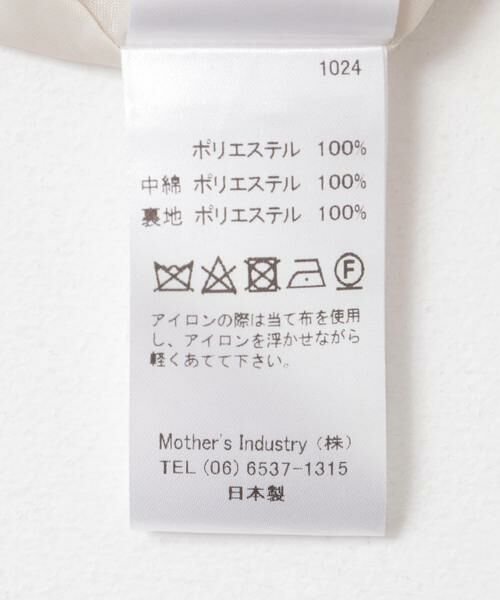 1024
ポリエステル 100%
中綿 ポリエステル 100%
裏地 ポリエステル 100%
F
アイロンの際は当て布を使用
し、アイロンを浮かせながら
軽くあてて下さい。
Mother's Industry（株）
TEL (06) 6537-1315
日本製